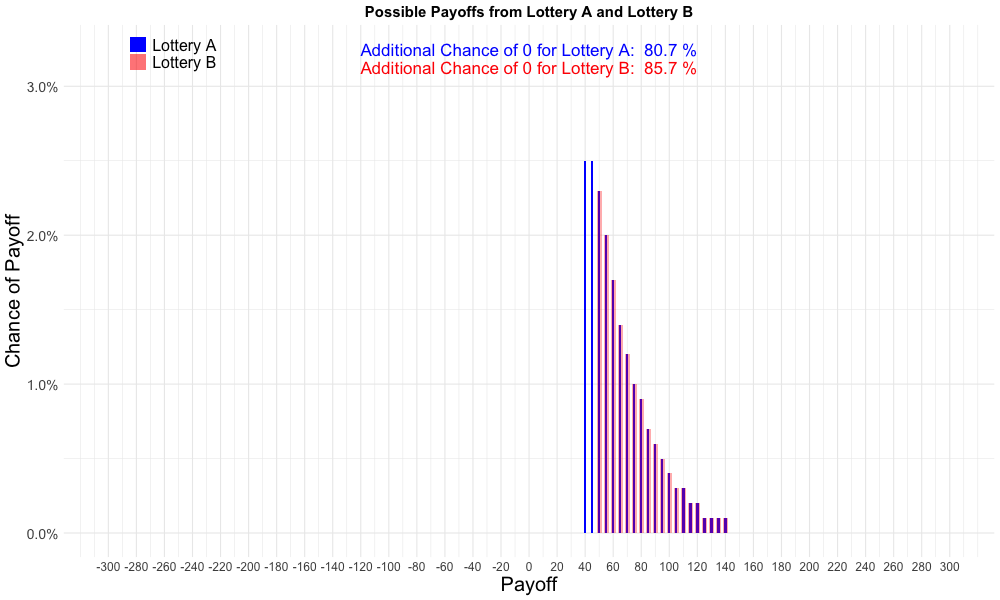 Possible Payoffs from Lottery A and Lottery B
Lottery A
Lottery B
Additional Chance of 0 for Lottery A: 80.7 %
Additional Chance of 0 for Lottery B: 85.7 %
Chance of Payoff
3.0%
2.0%
1.0%
0.0%
-300 -280 -260 -240 -220 -200 -180 -160 -140 -120 -100 -80 -60 -40 -20 0 20 40 60 80 100 120 140 160 180 200 220 240 260 280 300
Payoff